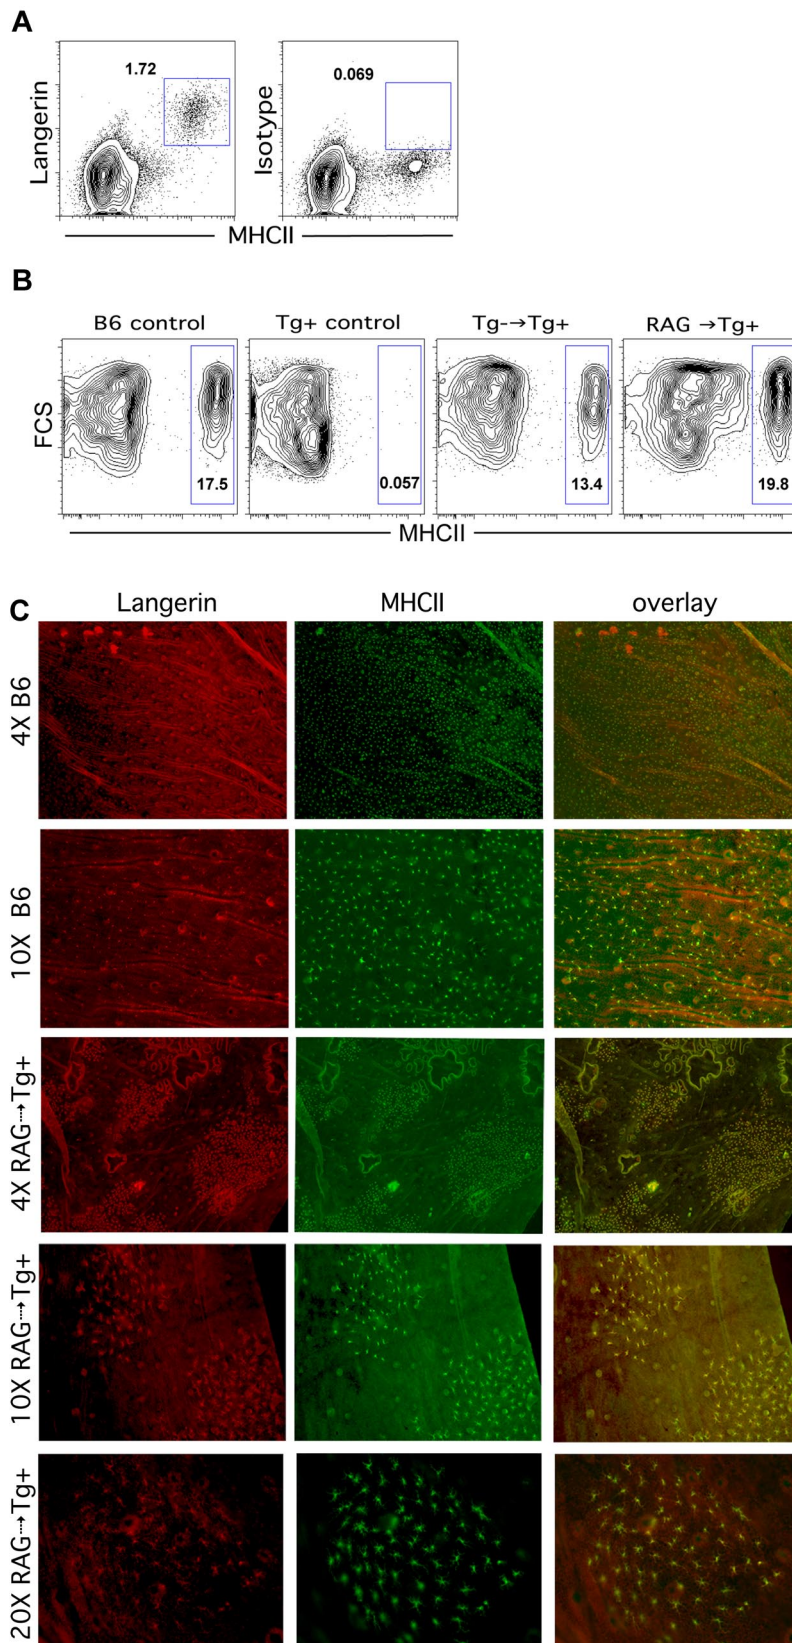 A
1.72
0.069
Langerin
Isotype
MHCII
B
B6 control
Tg+ control
Tg-→Tg+
RAG →Tg+
FCS
17.5
0.057
13.4
19.8
MHCII
C
Langerin
MHCII
overlay
4X B6
10X B6
4X RAG⇢Tg+
10X RAG⇢Tg+
20X RAG⇢Tg+